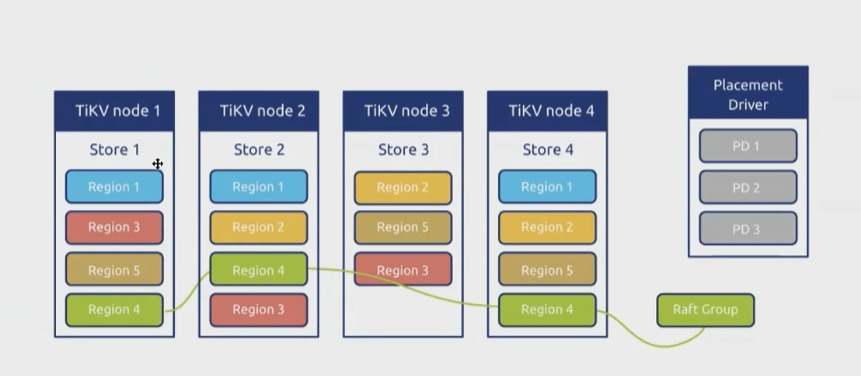 TiKV node 1
Store 1
Region 1
Region 3
Region 5
Region 4
TiKV node 2
Store 2
Region 1
Region 2
Region 4
Region 3
TiKV node 3
Store 3
Region 2
Region 5
Region 3
TiKV node 4
Store 4
Region 1
Region 2
Region 5
Region 4
Placement
Driver
PD 1
PD 2
PD 3
Raft Group